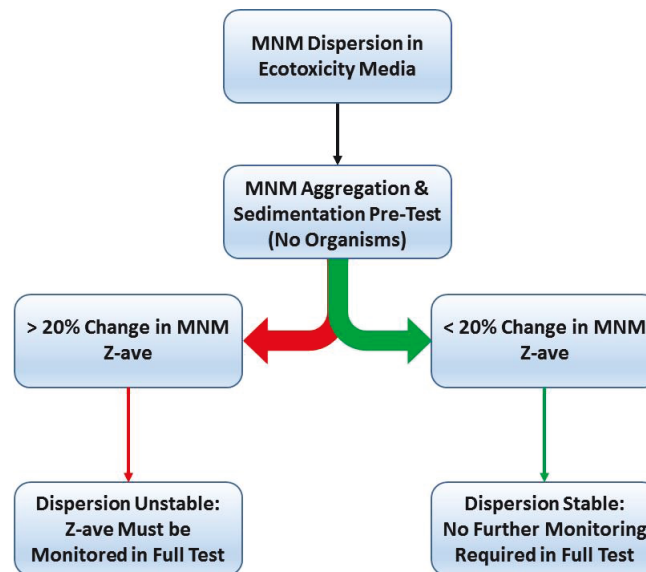 MNM Dispersion in
Ecotoxicity Media
MNM Aggregation &
Sedimentation Pre-Test
(No Organisms)
> 20% Change in MNM
Z-ave
< 20% Change in MNM
Z-ave
Dispersion Unstable:
Z-ave Must be
Monitored in Full Test
Dispersion Stable:
No Further Monitoring
Required in Full Test